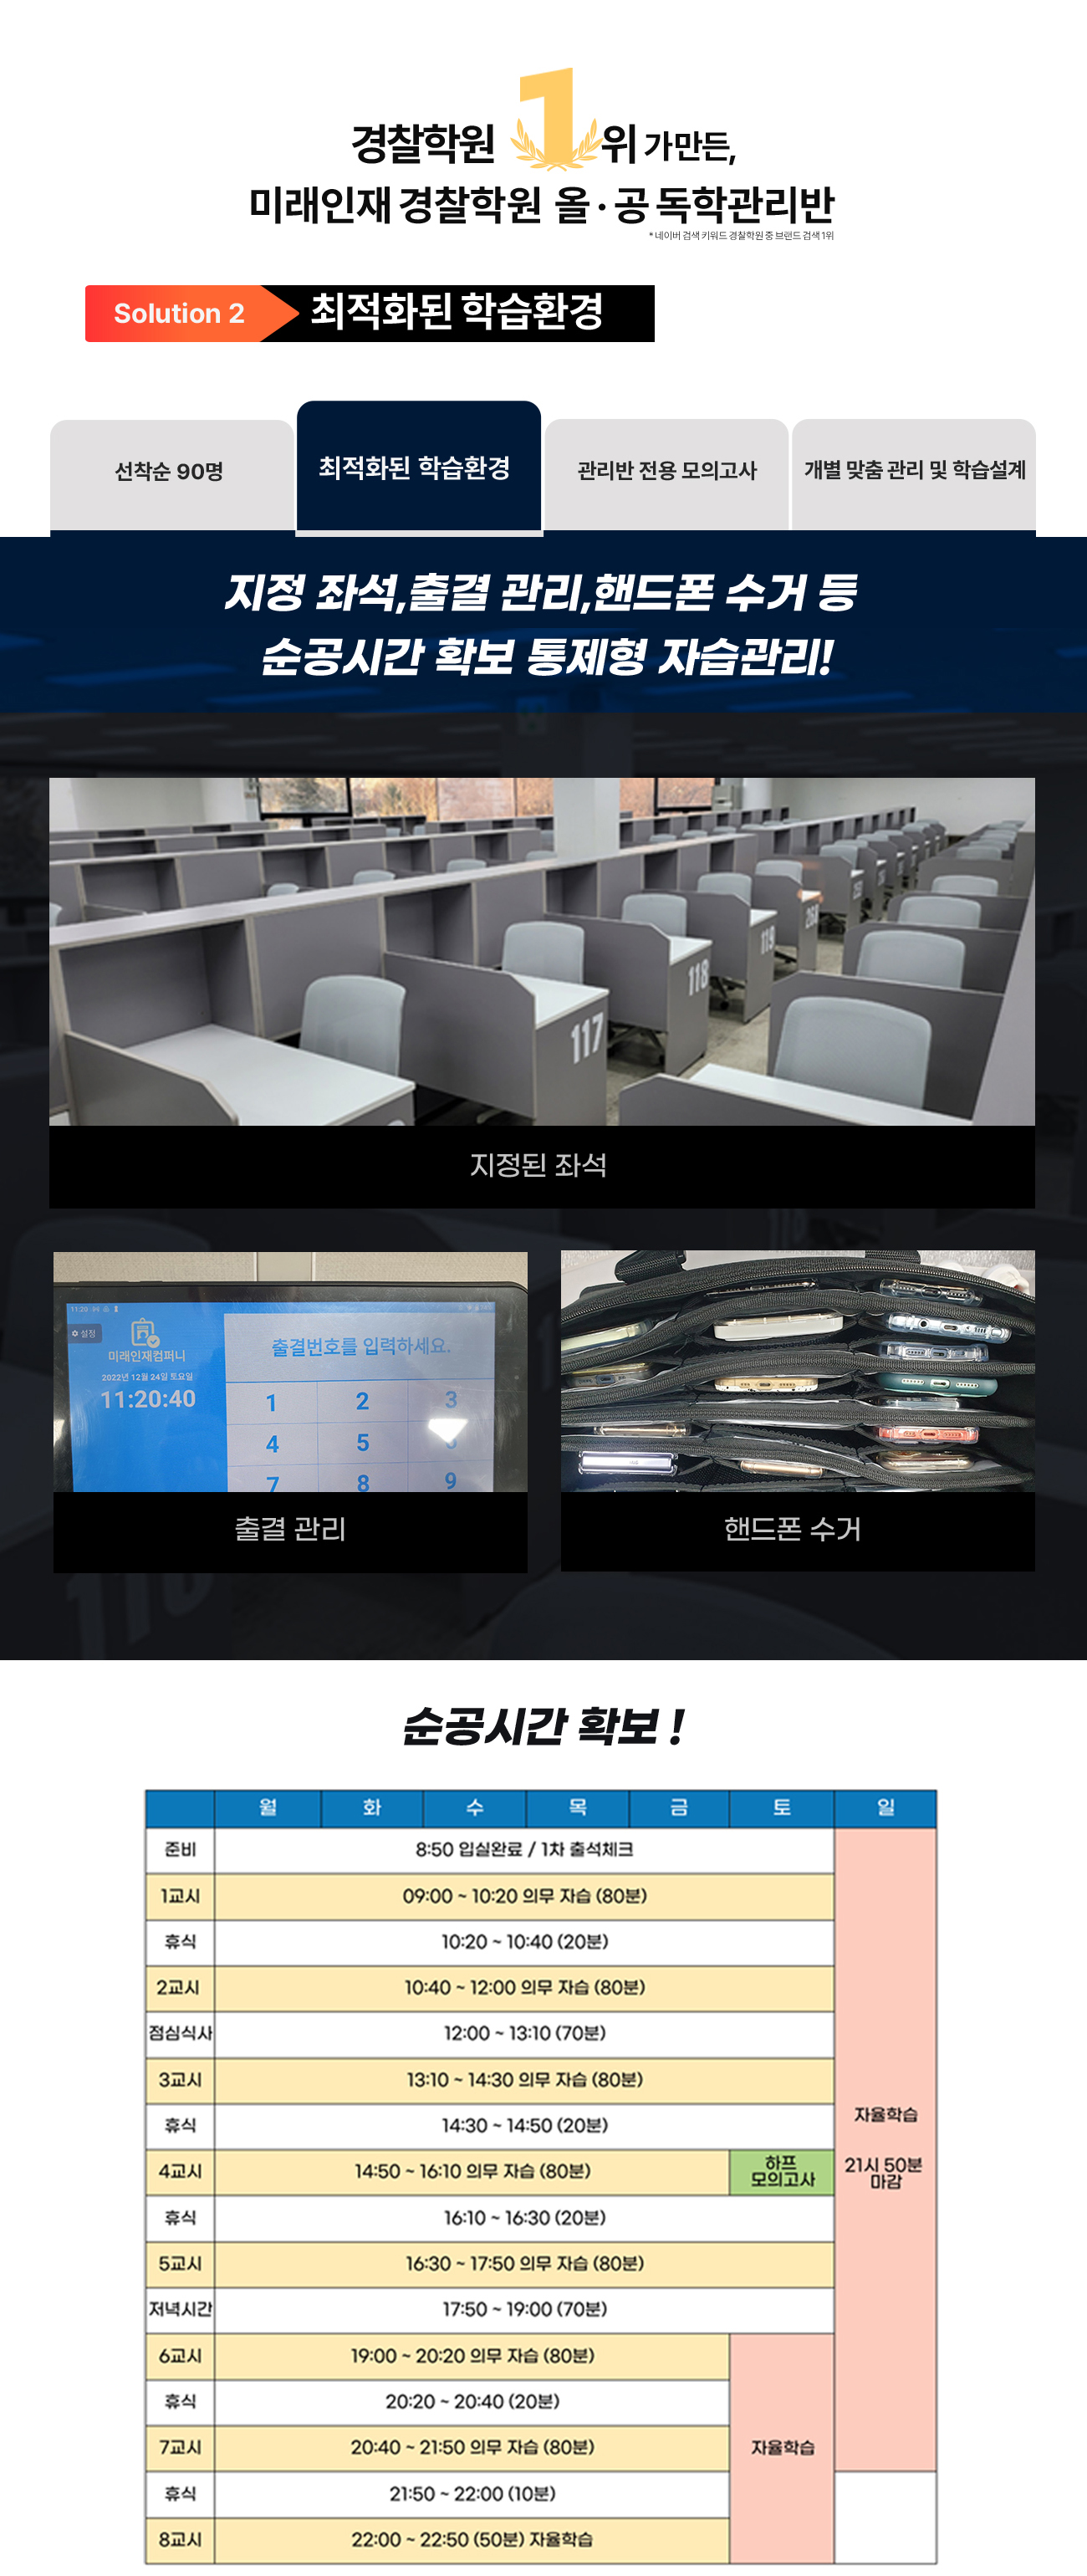 경찰학원 1위 가만든,
미래인재 경찰학원 올·공 독학관리반
* 네이버 검색 키워드 경찰학원 중 브랜드 검색 1위
Solution 2 최적화된 학습환경
선착순 90명
최적화된 학습환경
관리반 전용 모의고사
개별 맞춤 관리 및 학습설계
지정 좌석,출결 관리,핸드폰 수거 등
순공시간 확보 통제형 자습관리!
117
118
119
지정된 좌석
11:20
설정
미래인재컴퍼니
2022년 12월 24일 토요일
11:20:40
출결번호를 입력하세요.
1 2 3
4 5
7 8 9
출결 관리
핸드폰 수거
순공시간 확보 !
월 화 수 목 금 토 일
준비 8:50 입실완료 / 1차 출석체크
1교시 09:00 ~ 10:20 의무 자습 (80분)
휴식 10:20 ~ 10:40 (20분)
2교시 10:40 ~ 12:00 의무 자습 (80분)
점심식사 12:00 ~ 13:10 (70분)
3교시 13:10 ~ 14:30 의무 자습 (80분)
휴식 14:30 ~ 14:50 (20분)
4교시 14:50 ~ 16:10 의무 자습 (80분)
하프
모의고사
자율학습
21시 50분
마감
휴식 16:10 ~ 16:30 (20분)
5교시 16:30 ~ 17:50 의무 자습 (80분)
저녁시간 17:50 ~ 19:00 (70분)
6교시 19:00 ~ 20:20 의무 자습 (80분)
휴식 20:20 ~ 20:40 (20분)
7교시 20:40 ~ 21:50 의무 자습 (80분)
자율학습
휴식 21:50 ~ 22:00 (10분)
8교시 22:00 ~ 22:50 (50분) 자율학습